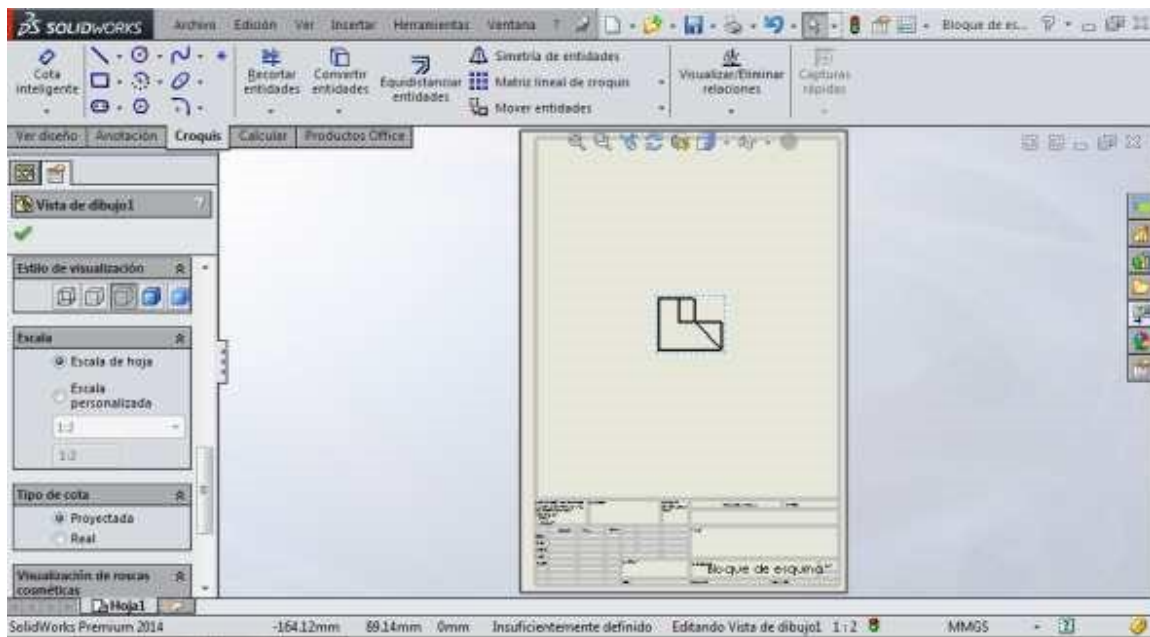 SOLIDWORKS Archivo Edición Ver Insertar Herramientas Ventana ? Bloque de es...
Cota inteligente
Recortar entidades
Convertir entidades
Equidistanciar entidades
Simetría de entidades
Matriz lineal de croquis
Mover entidades
Visualizar/Eliminar relaciones
Capturas rápidas
Ver diseño Anotación Croquis Calcular Productos Office
Vista de dibujo1
Estilo de visualización
Escala
Escala de hoja
Escala personalizada
1:2
1:2
Tipo de cota
Proyectada
Real
Visualización de roscas cosméticas
Bloque de esquina
Hoja1
SolidWorks Premium 2014 -164.12mm 89.14mm 0mm Insuficientemente definido Editando Vista de dibujo1 1:2 MMGS